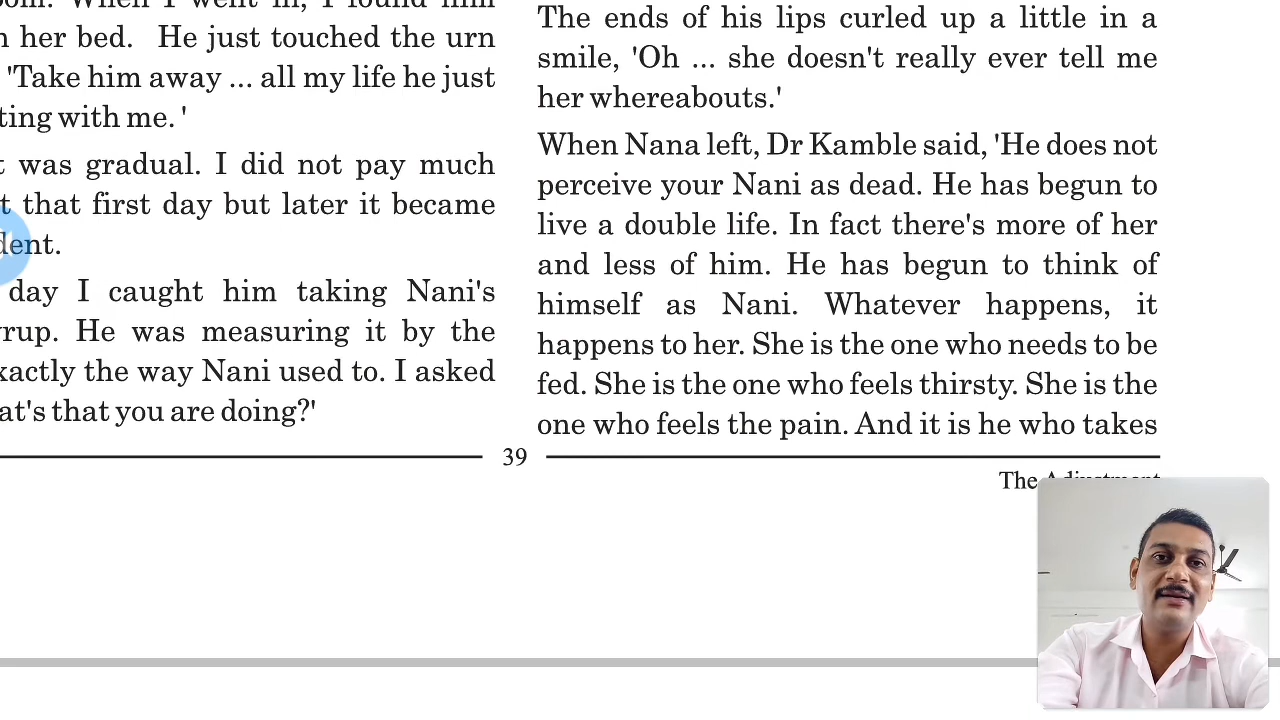 her bed. He just touched the urn
'Take him away ... all my life he just
ting with me. '
was gradual. I did not pay much
that first day but later it became
dent.
day I caught him taking Nani's
yrup. He was measuring it by the
xactly the way Nani used to. I asked
at's that you are doing?'
The ends of his lips curled up a little in a
smile, 'Oh ... she doesn't really ever tell me
her whereabouts.'
When Nana left, Dr Kamble said, 'He does not
perceive your Nani as dead. He has begun to
live a double life. In fact there's more of her
and less of him. He has begun to think of
himself as Nani. Whatever happens, it
happens to her. She is the one who needs to be
fed. She is the one who feels thirsty. She is the
one who feels the pain. And it is he who takes
39
The